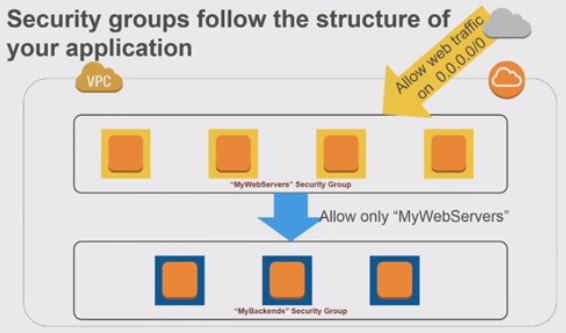 Security groups follow the structure of
your application
Allow web traffic
on 0.0.0.0/0
VPC
"MyWebServers" Security Group
Allow only "MyWebServers"
"MyBackends" Security Group